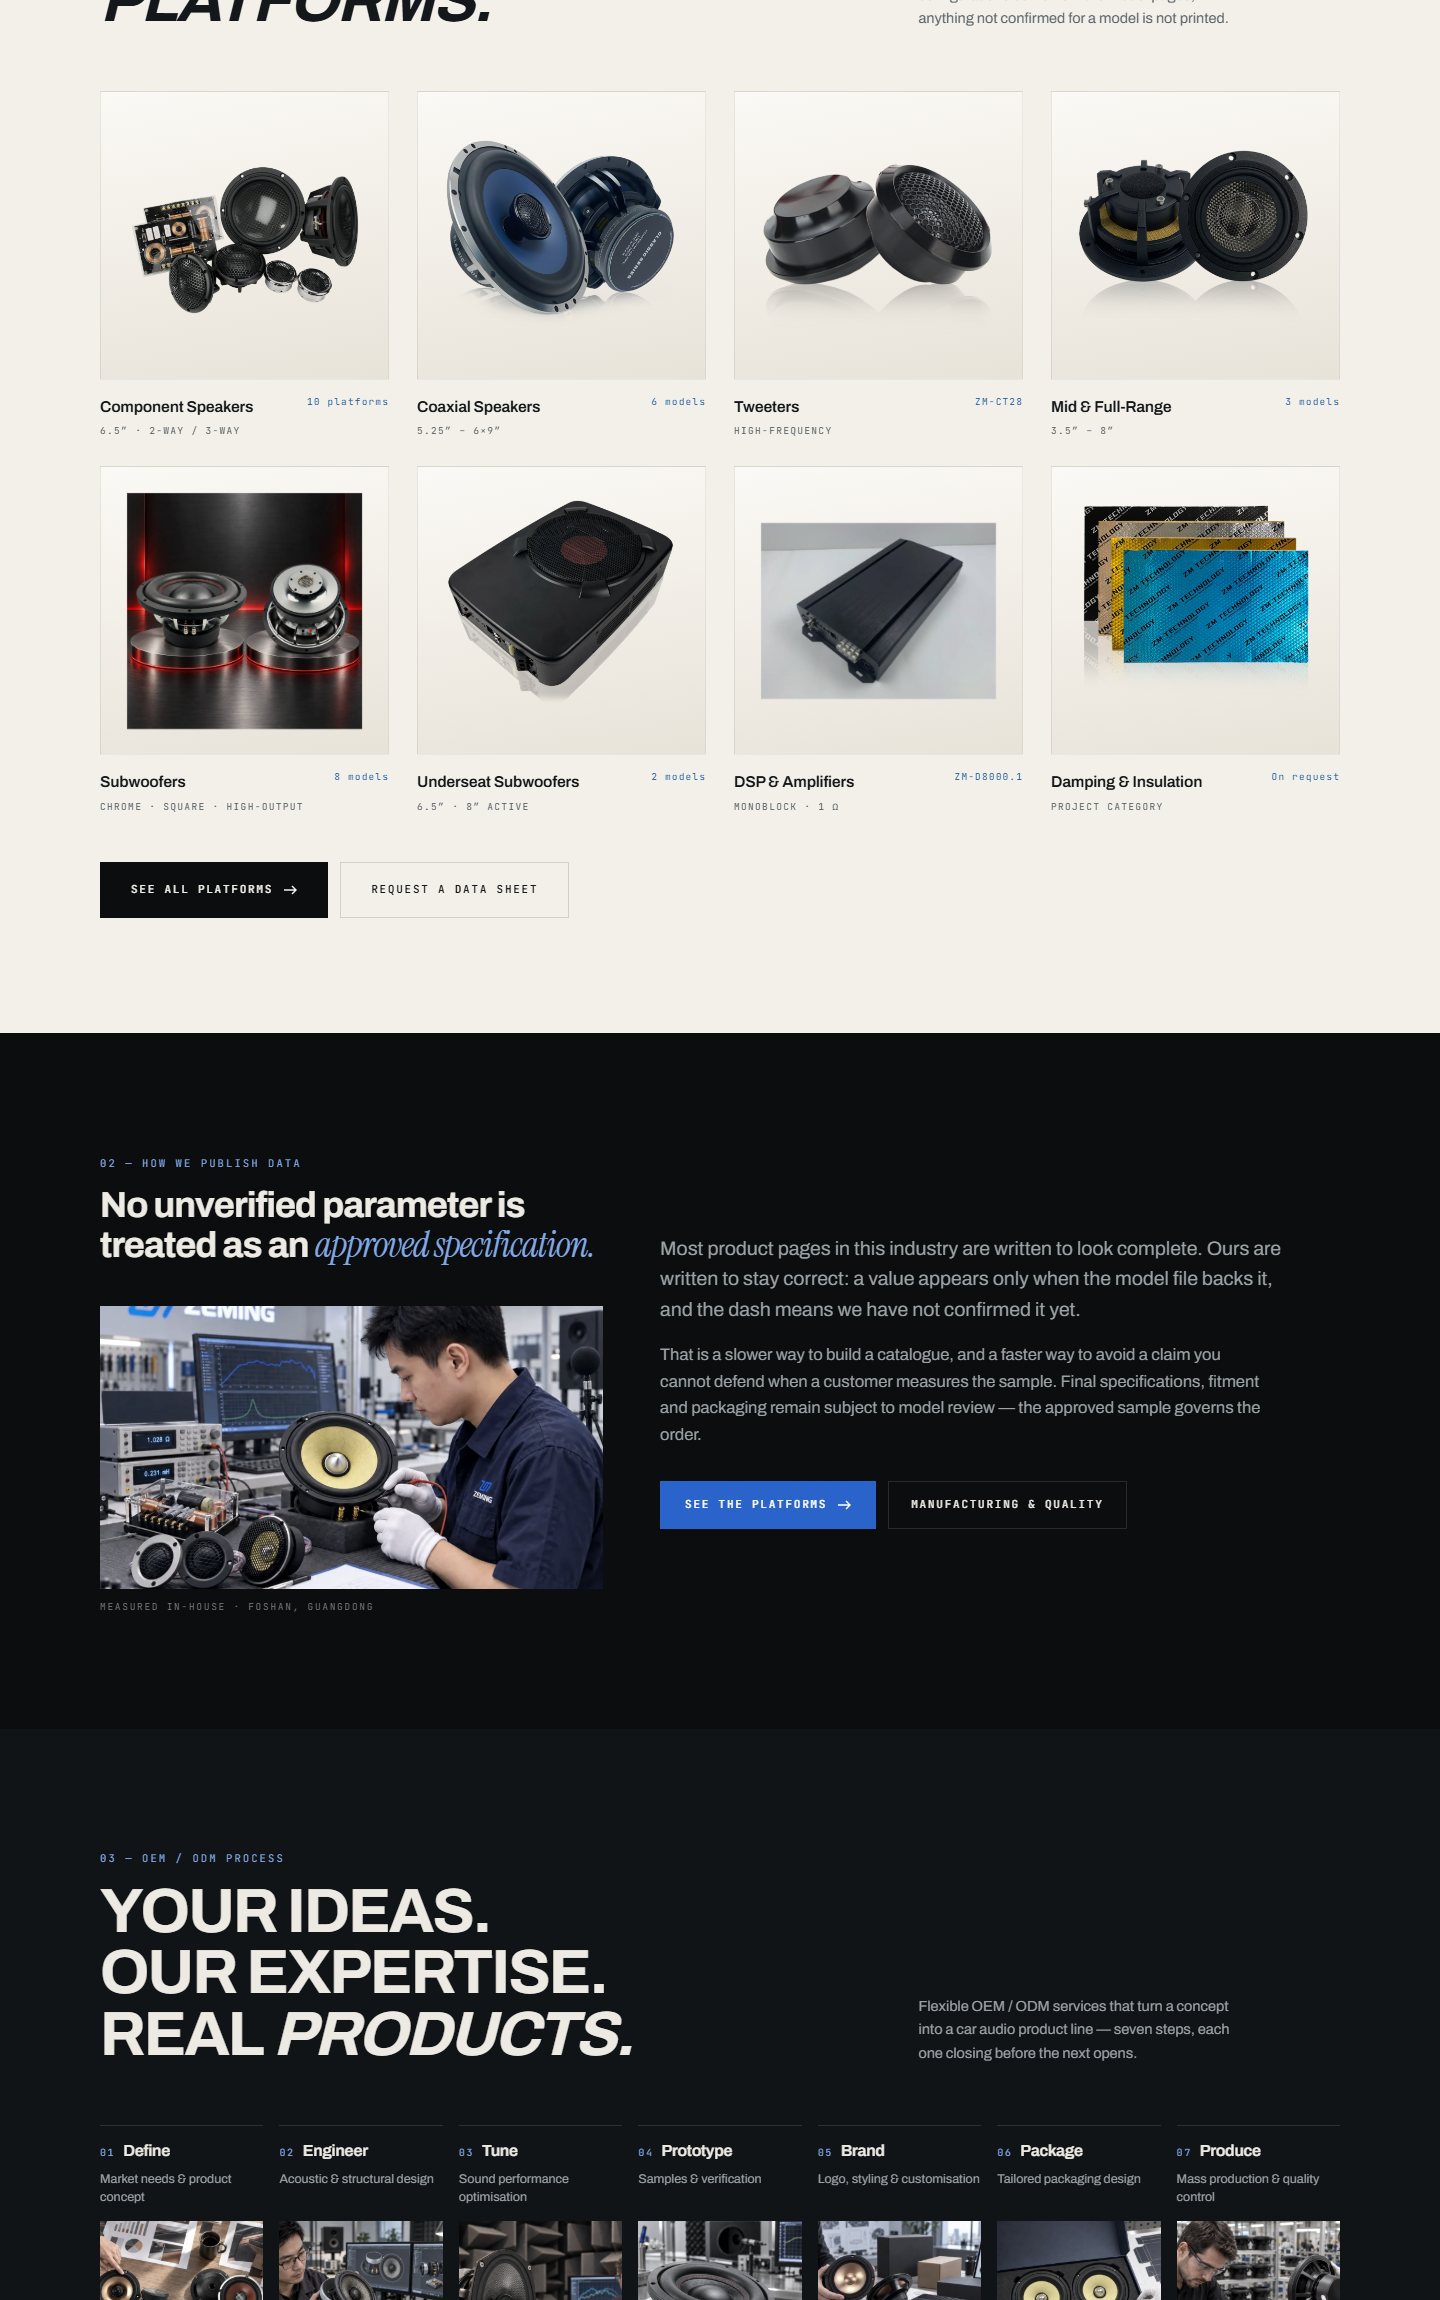 PLATFORMS.
anything not confirmed for a model is not printed.
Component Speakers
10 platforms
6.5″ · 2-WAY / 3-WAY
Coaxial Speakers
6 models
5.25″ – 6×9″
Tweeters
ZM-CT28
HIGH-FREQUENCY
Mid & Full-Range
3 models
3.5″ – 8″
ZM TECHNOLOGY
Subwoofers
8 models
CHROME · SQUARE · HIGH-OUTPUT
Underseat Subwoofers
2 models
6.5″ · 8″ ACTIVE
DSP & Amplifiers
ZM-D8000.1
MONOBLOCK · 1 Ω
Damping & Insulation
On request
PROJECT CATEGORY
SEE ALL PLATFORMS →
REQUEST A DATA SHEET
02 — HOW WE PUBLISH DATA
No unverified parameter is
treated as an approved specification.
Most product pages in this industry are written to look complete. Ours are
written to stay correct: a value appears only when the model file backs it,
and the dash means we have not confirmed it yet.
That is a slower way to build a catalogue, and a faster way to avoid a claim you
cannot defend when a customer measures the sample. Final specifications, fitment
and packaging remain subject to model review — the approved sample governs the
order.
SEE THE PLATFORMS →
MANUFACTURING & QUALITY
ZEMING
1.028 Ω
0.231 mH
ZEMING
MEASURED IN-HOUSE · FOSHAN, GUANGDONG
03 — OEM / ODM PROCESS
YOUR IDEAS.
OUR EXPERTISE.
REAL PRODUCTS.
Flexible OEM / ODM services that turn a concept
into a car audio product line — seven steps, each
one closing before the next opens.
01 Define
Market needs & product
concept
02 Engineer
Acoustic & structural design
03 Tune
Sound performance
optimisation
04 Prototype
Samples & verification
05 Brand
Logo, styling & customisation
06 Package
Tailored packaging design
07 Produce
Mass production & quality
control